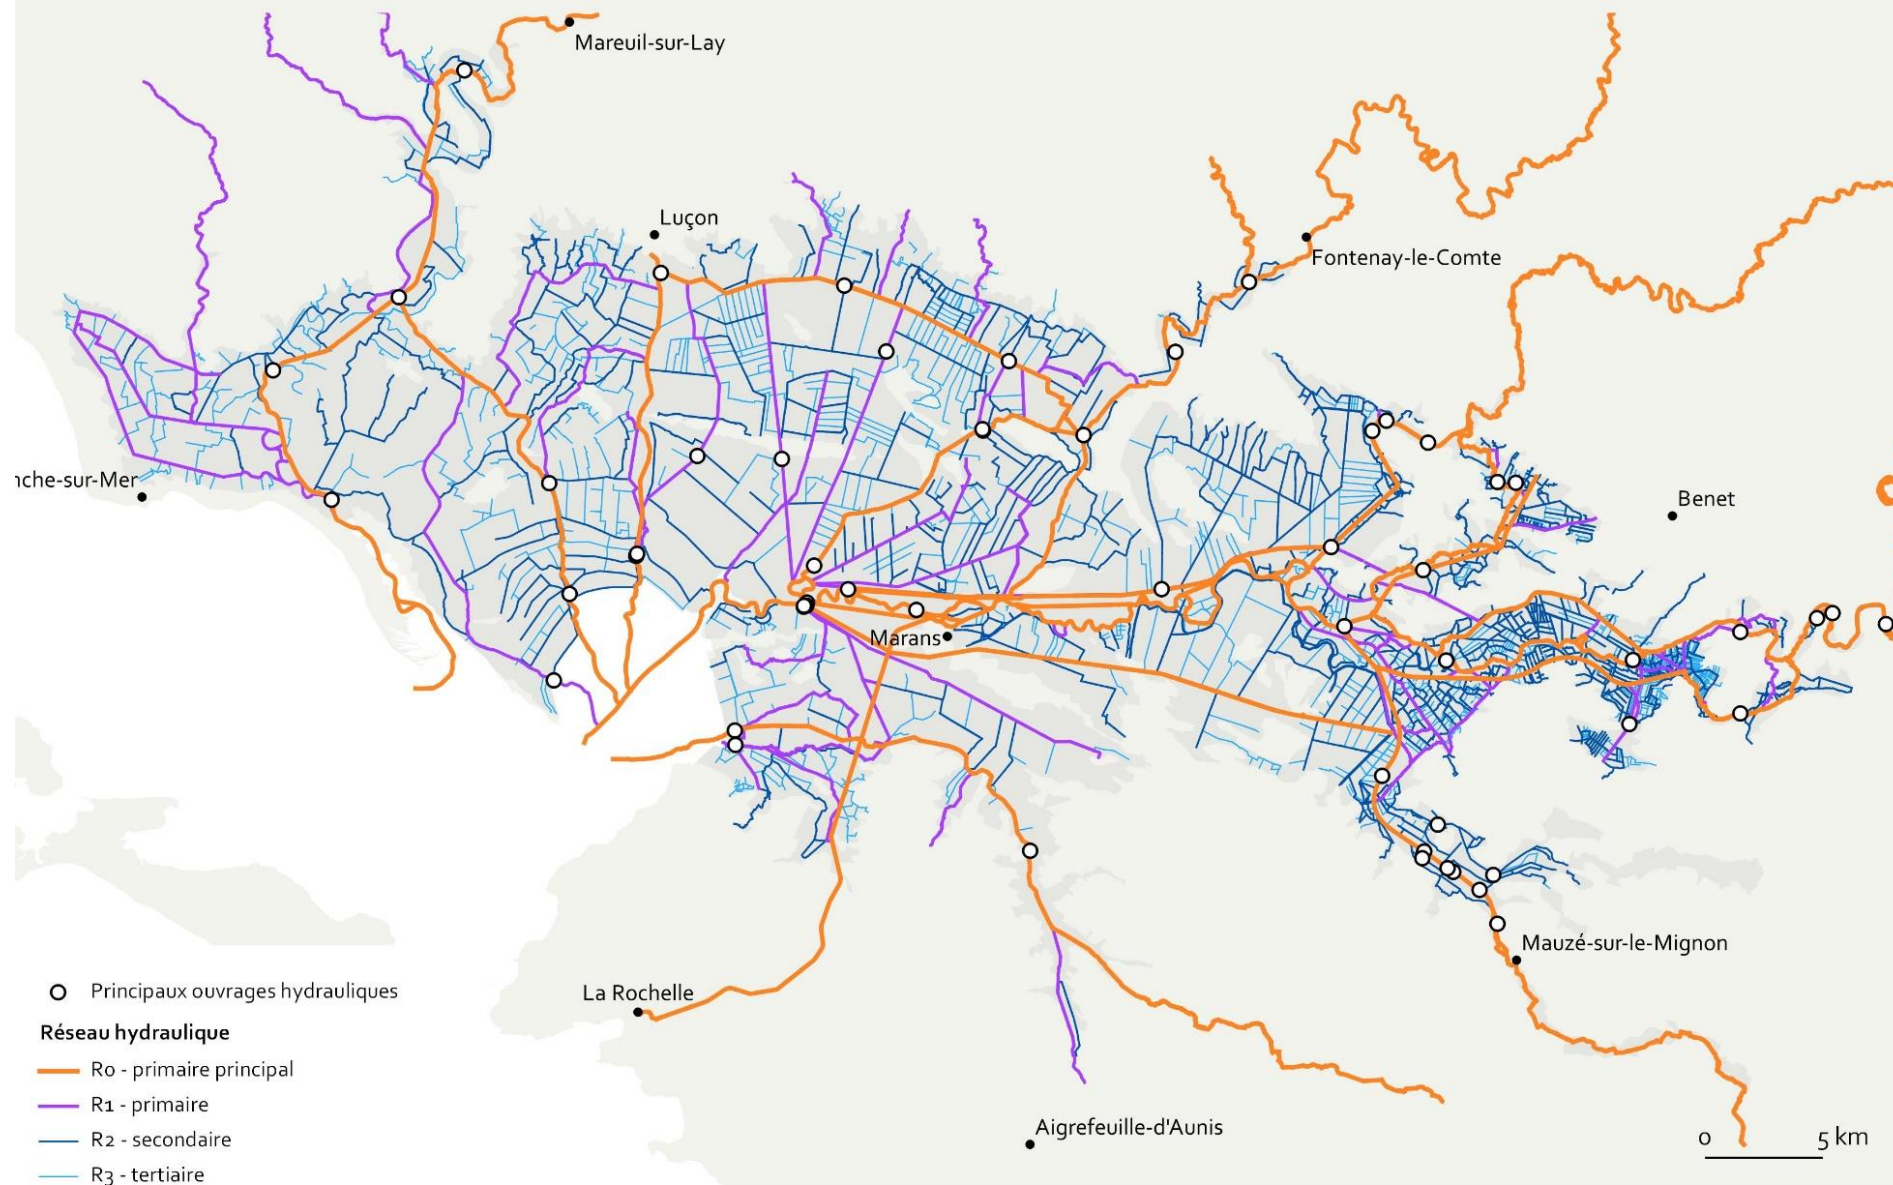 Mareuil-sur-Lay
Luçon
Fontenay-le-Comte
nche-sur-Mer
Benet
Marans
Mauzé-sur-le-Mignon
La Rochelle
Principaux ouvrages hydrauliques
Réseau hydraulique
R0 - primaire principal
R1 - primaire
R2 - secondaire
R3 - tertiaire
Aigrefeuille-d'Aunis
0 5 km